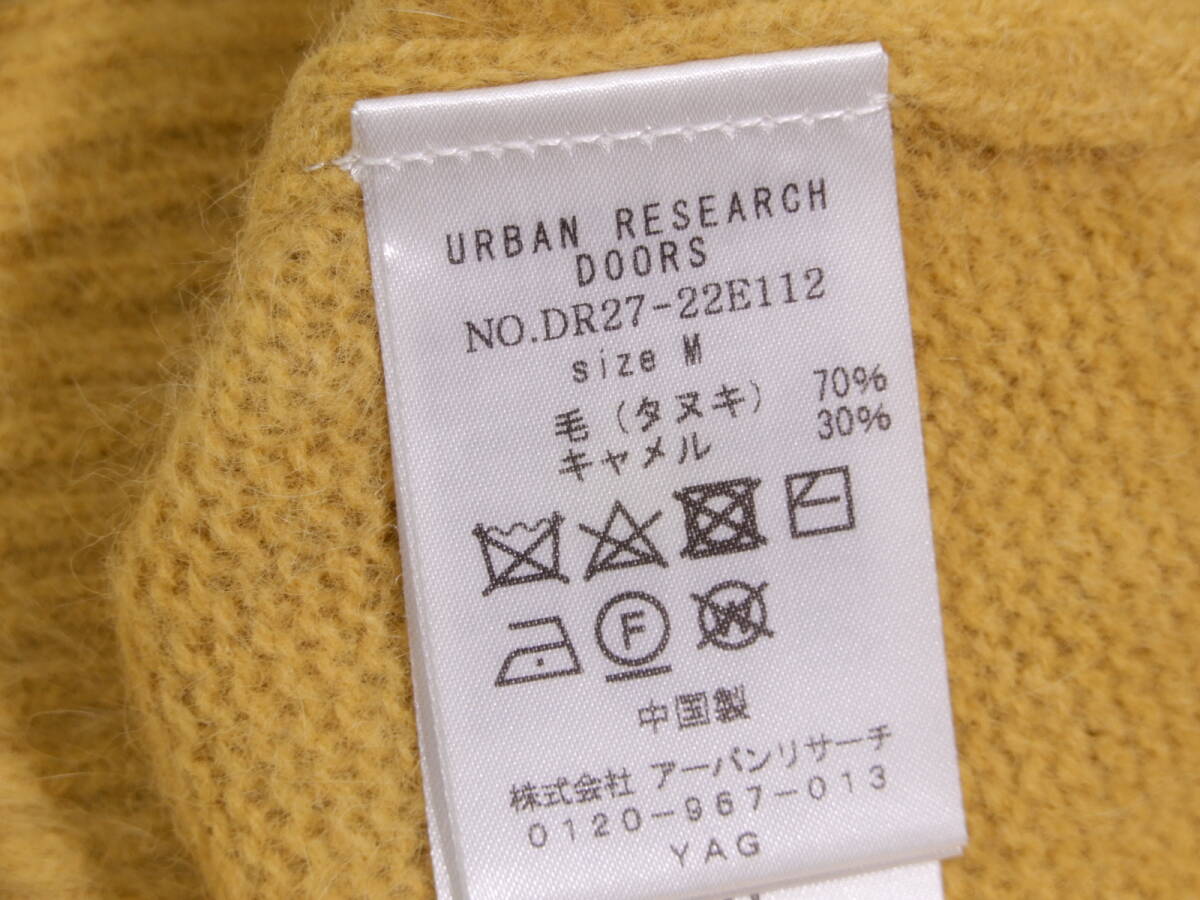 URBAN RESEARCH
DOORS
NO.DR27-22E112
size M
毛(タヌキ) 70%
キャメル 30%
F
W
中国製
株式会社 アーバンリサーチ
0120-967-013
YAG